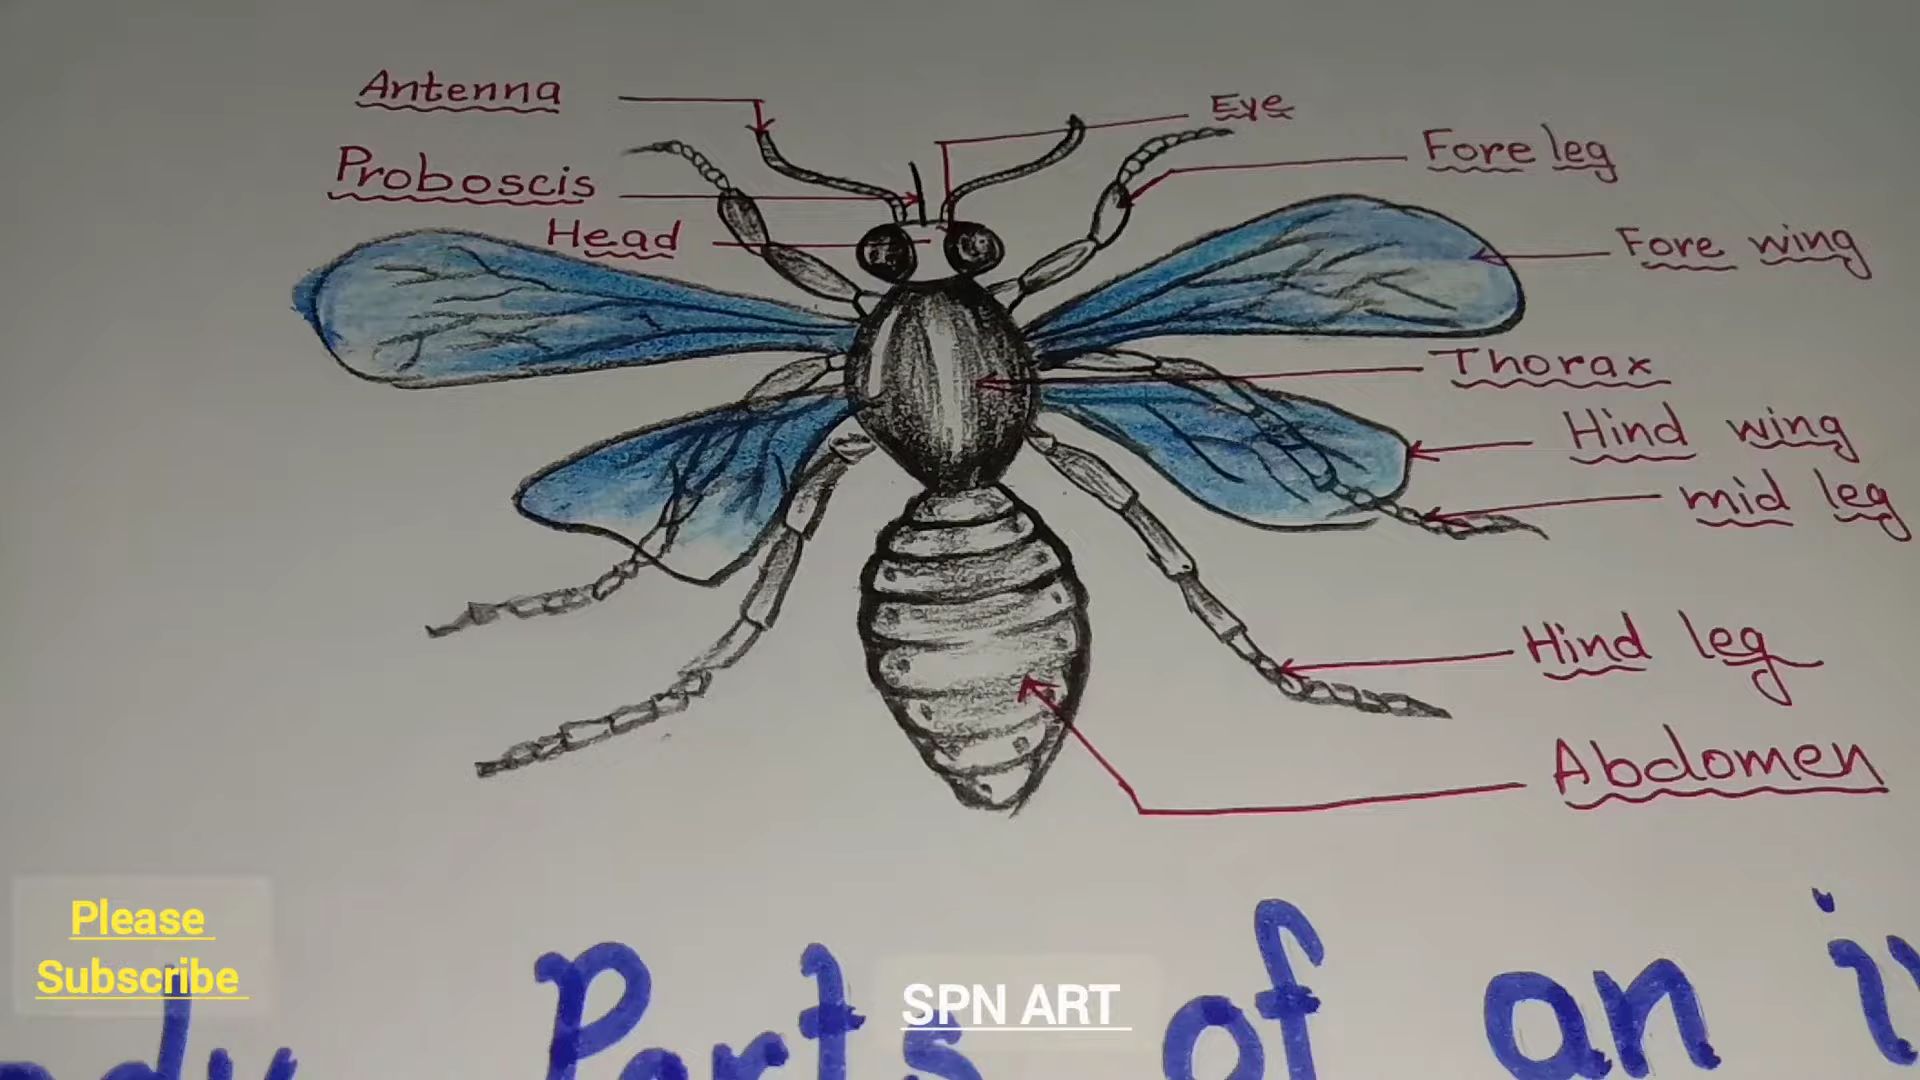 Antenna
Eye
Fore leg
Proboscis
Head
Fore wing
Thorax
Hind wing
mid leg
Hind leg
Abdomen
Please
Subscribe
Parts of an
SPN ART